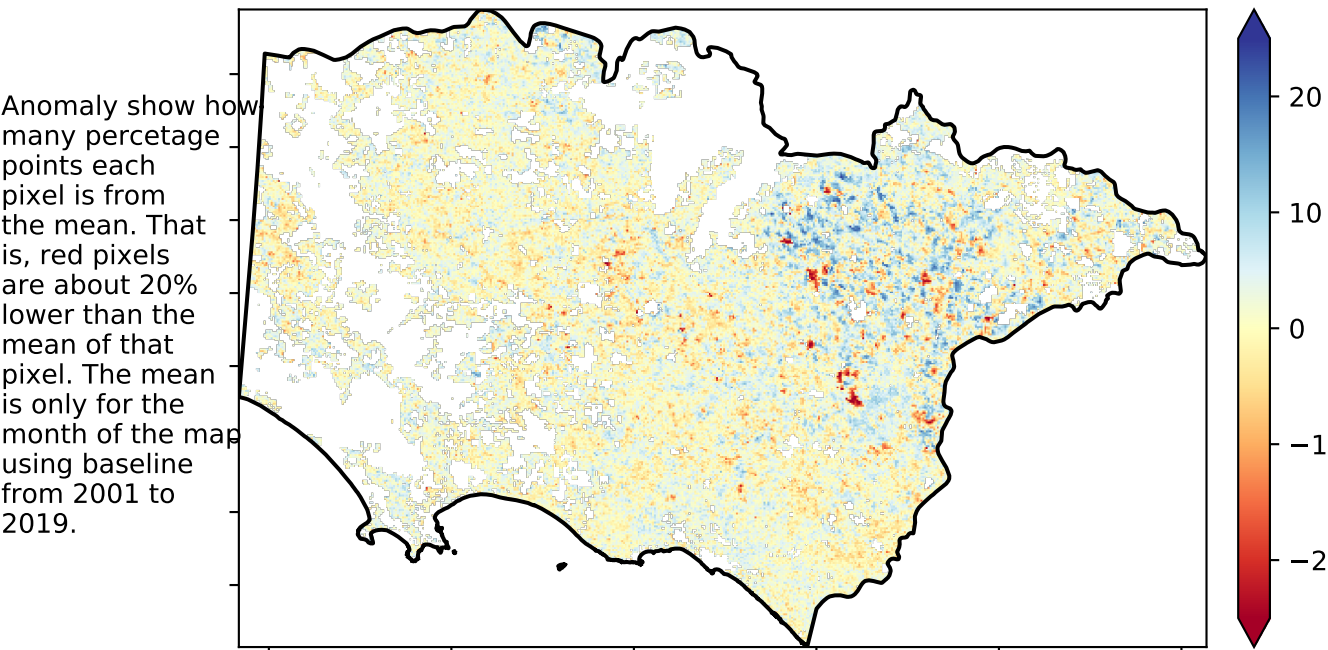 Anomaly show how
many percetage
points each
pixel is from
the mean. That
is, red pixels
are about 20%
lower than the
mean of that
pixel. The mean
is only for the
month of the map
using baseline
from 2001 to
2019.
20
10
0
−1
−2